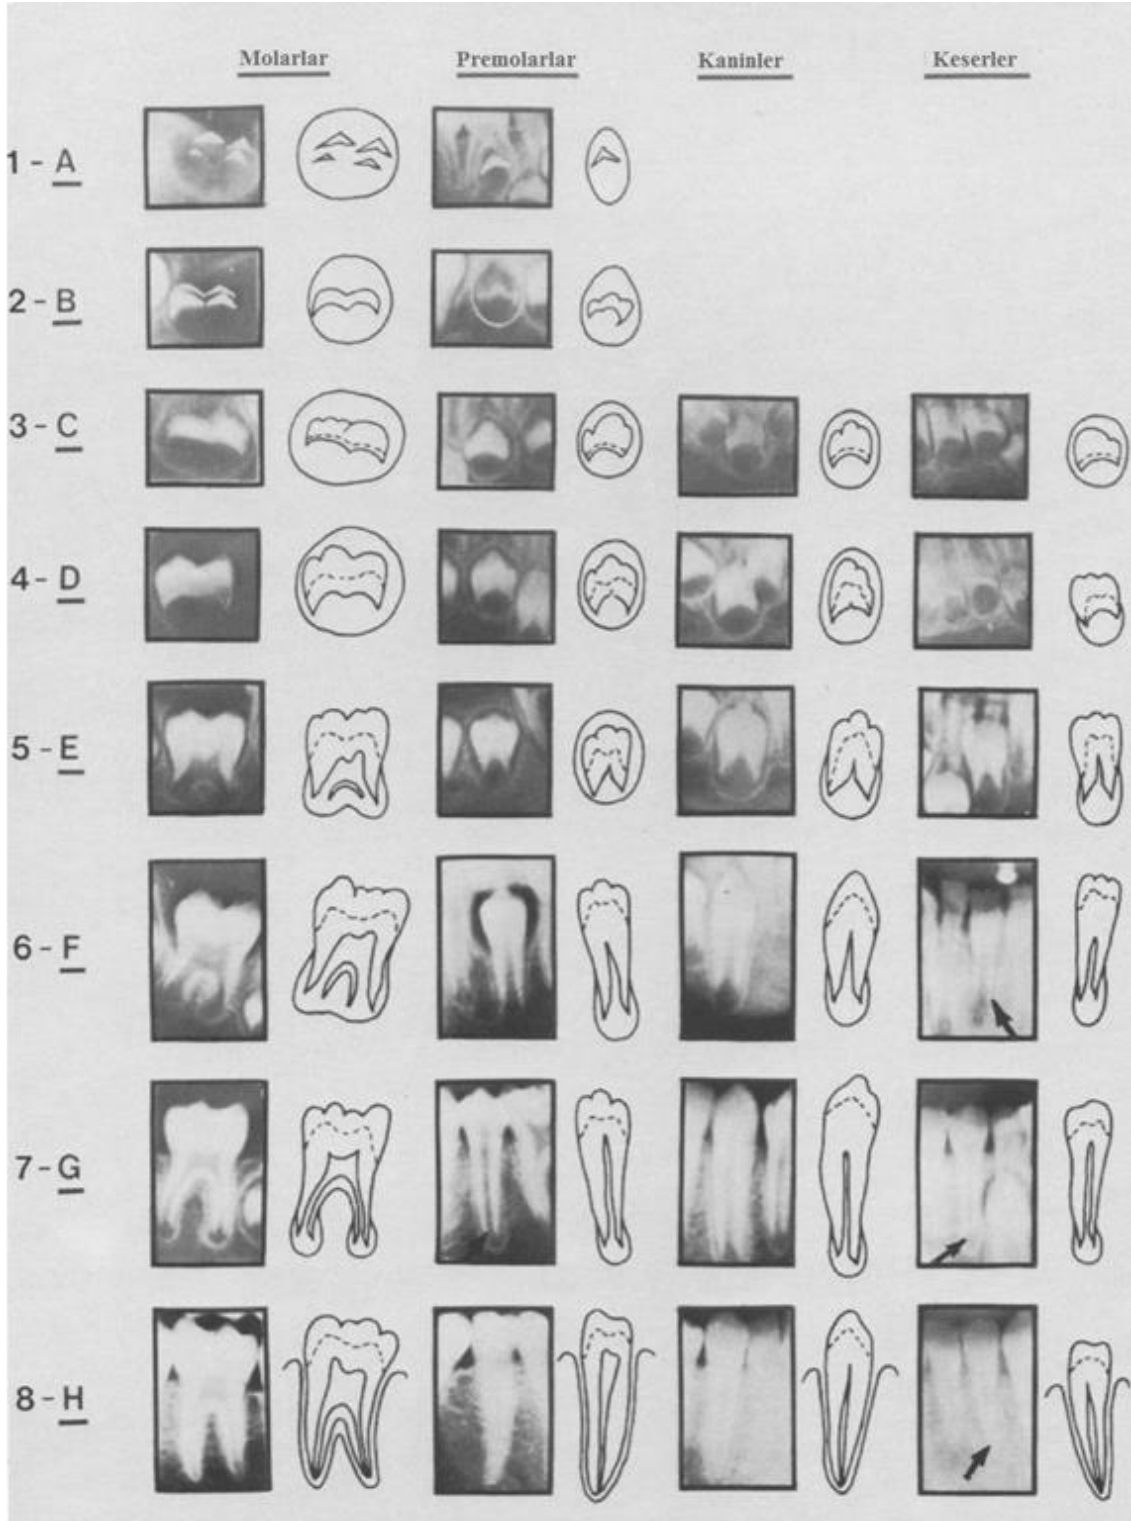 Molarlar Premolarlar Kaninler Keserler
1 - A
2 - B
3 - C
4 - D
5 - E
6 - F
7 - G
8 - H